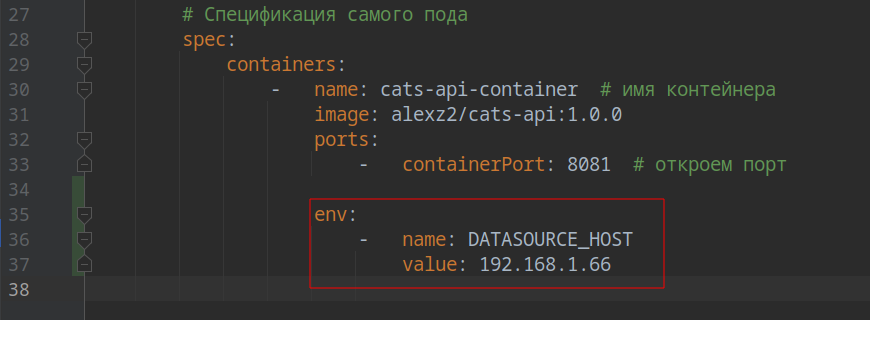 27 # Спецификация самого пода
28 spec:
29 containers:
30 - name: cats-api-container # имя контейнера
31 image: alexz2/cats-api:1.0.0
32 ports:
33 - containerPort: 8081 # откроем порт
34
35 env:
36 - name: DATASOURCE_HOST
37 value: 192.168.1.66
38